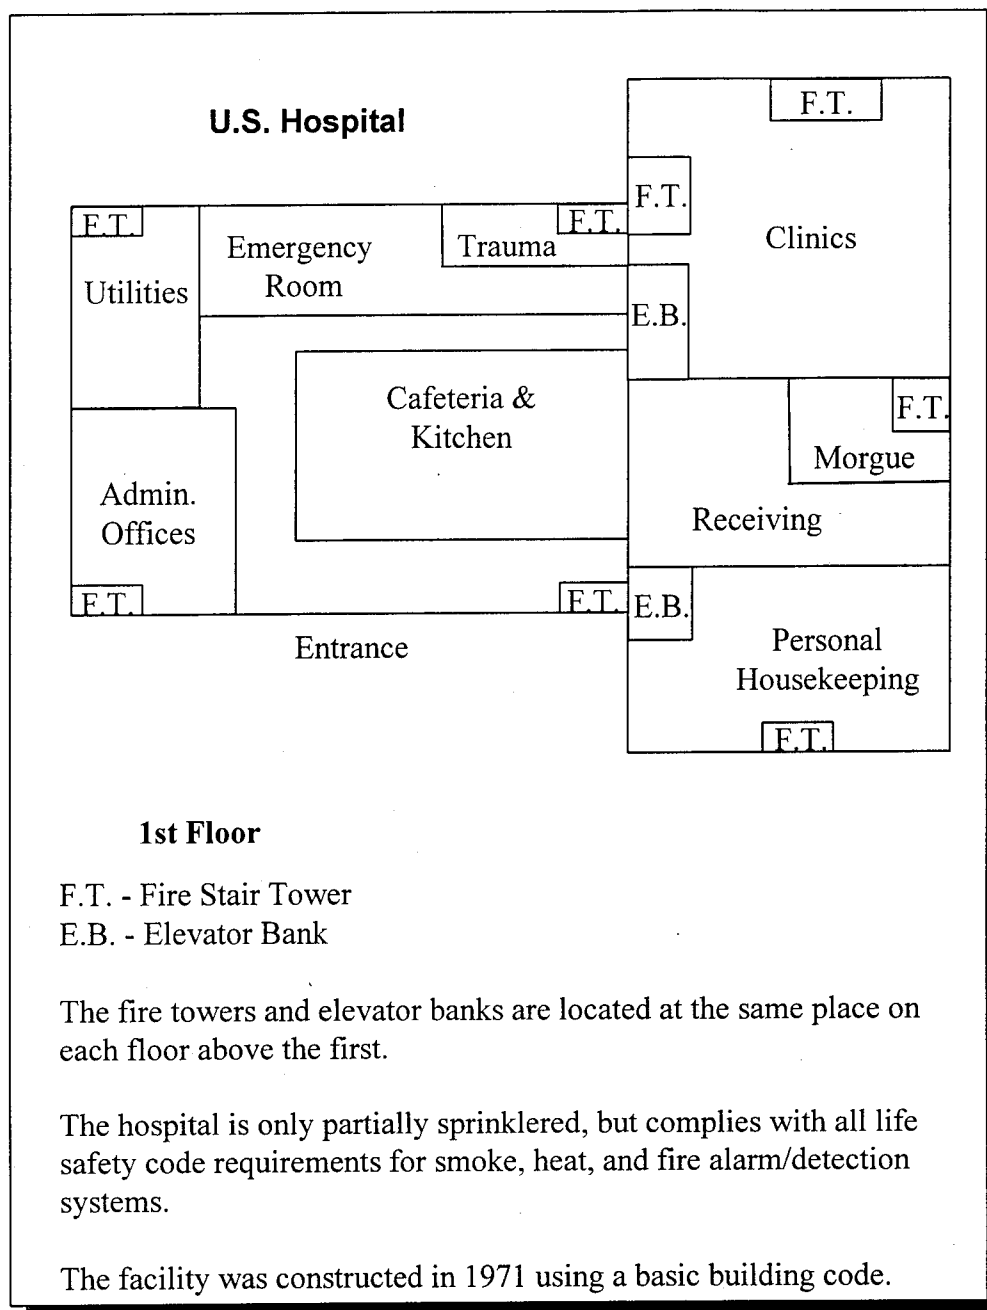 U.S. Hospital
F.T.
F.T.
F.T.
F.T.
Emergency
Room
Trauma
Clinics
Utilities
E.B.
Cafeteria &
Kitchen
F.T.
Morgue
Admin.
Offices
Receiving
F.T.
F.T.
E.B.
Entrance
Personal
Housekeeping
F.T.
1st Floor
F.T. - Fire Stair Tower
E.B. - Elevator Bank
The fire towers and elevator banks are located at the same place on
each floor above the first.
The hospital is only partially sprinklered, but complies with all life
safety code requirements for smoke, heat, and fire alarm/detection
systems.
The facility was constructed in 1971 using a basic building code.